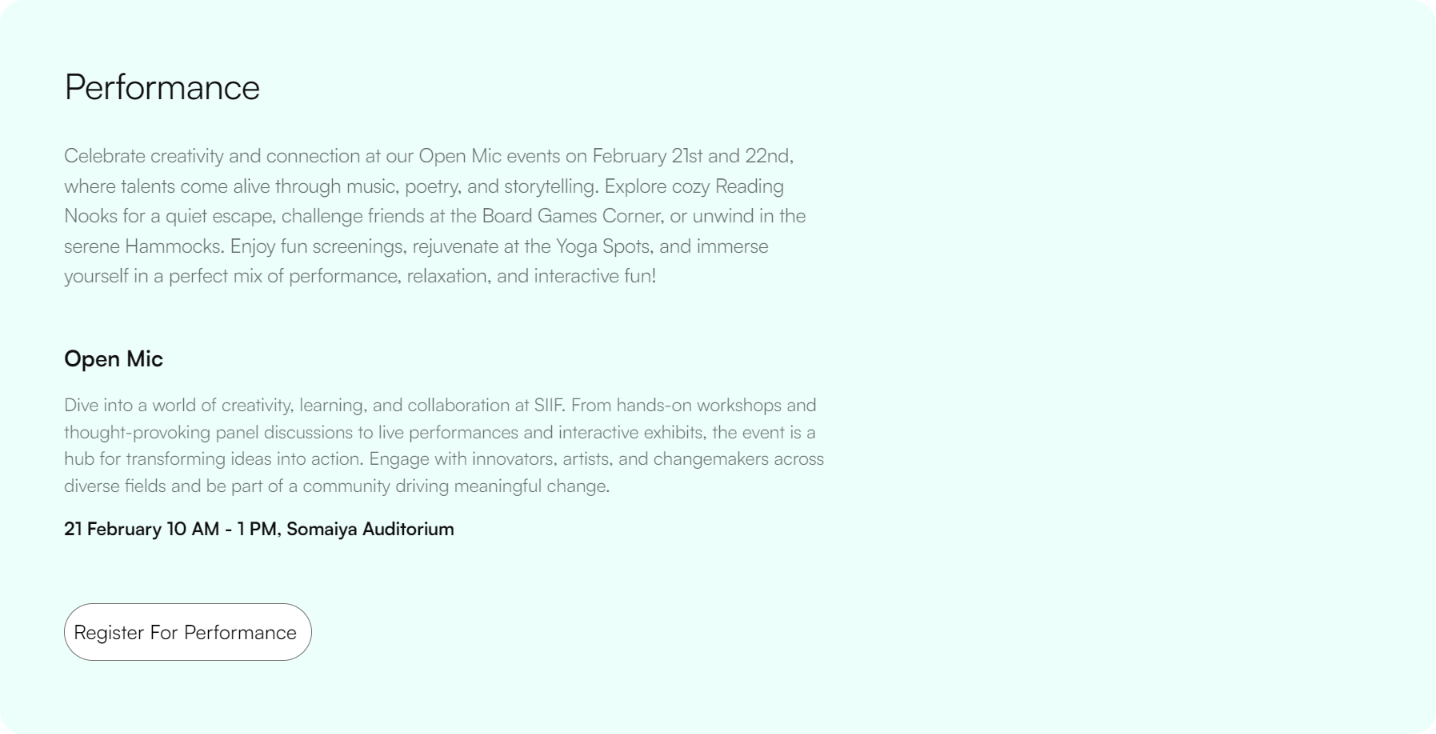 Performance
Celebrate creativity and connection at our Open Mic events on February 21st and 22nd,
where talents come alive through music, poetry, and storytelling. Explore cozy Reading
Nooks for a quiet escape, challenge friends at the Board Games Corner, or unwind in the
serene Hammocks. Enjoy fun screenings, rejuvenate at the Yoga Spots, and immerse
yourself in a perfect mix of performance, relaxation, and interactive fun!
Open Mic
Dive into a world of creativity, learning, and collaboration at SIIF. From hands-on workshops and
thought-provoking panel discussions to live performances and interactive exhibits, the event is a
hub for transforming ideas into action. Engage with innovators, artists, and changemakers across
diverse fields and be part of a community driving meaningful change.
21 February 10 AM - 1 PM, Somaiya Auditorium
Register For Performance